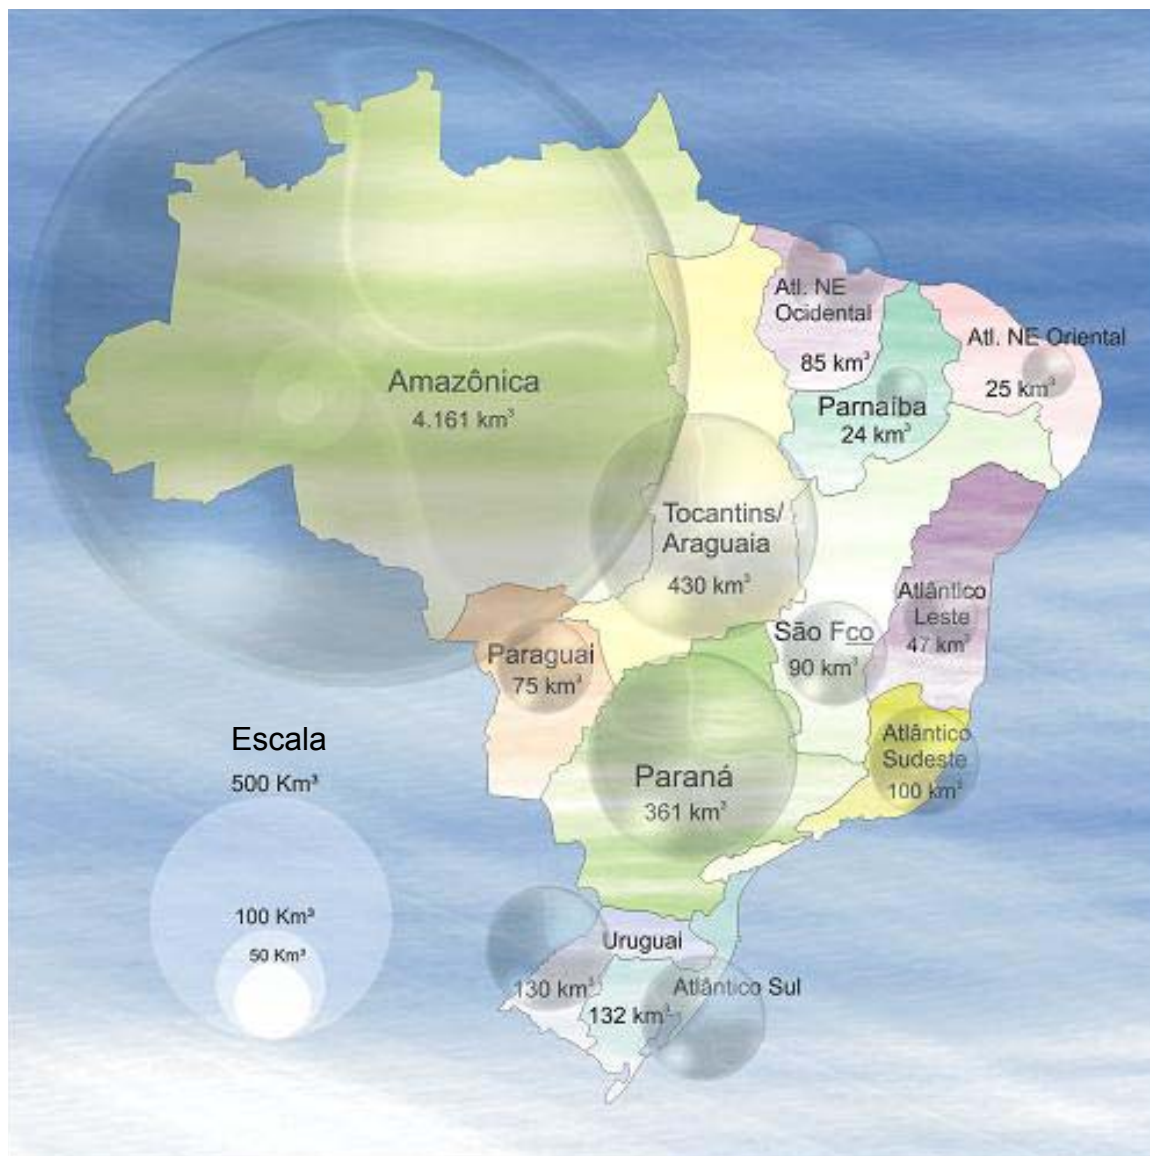 Atl. NE
Ocidental
85 km³
Atl. NE Oriental
25 km³
Amazônica
4.161 km³
Parnaíba
24 km³
Tocantins/
Araguaia
430 km³
Atlântico
Leste
47 km³
São Fco
90 km³
Paraguai
75 km³
Atlântico
Sudeste
100 km³
Paraná
361 km³
Escala
500 Km³
100 Km³
50 Km³
Uruguai
130 km³
Atlântico Sul
132 km³